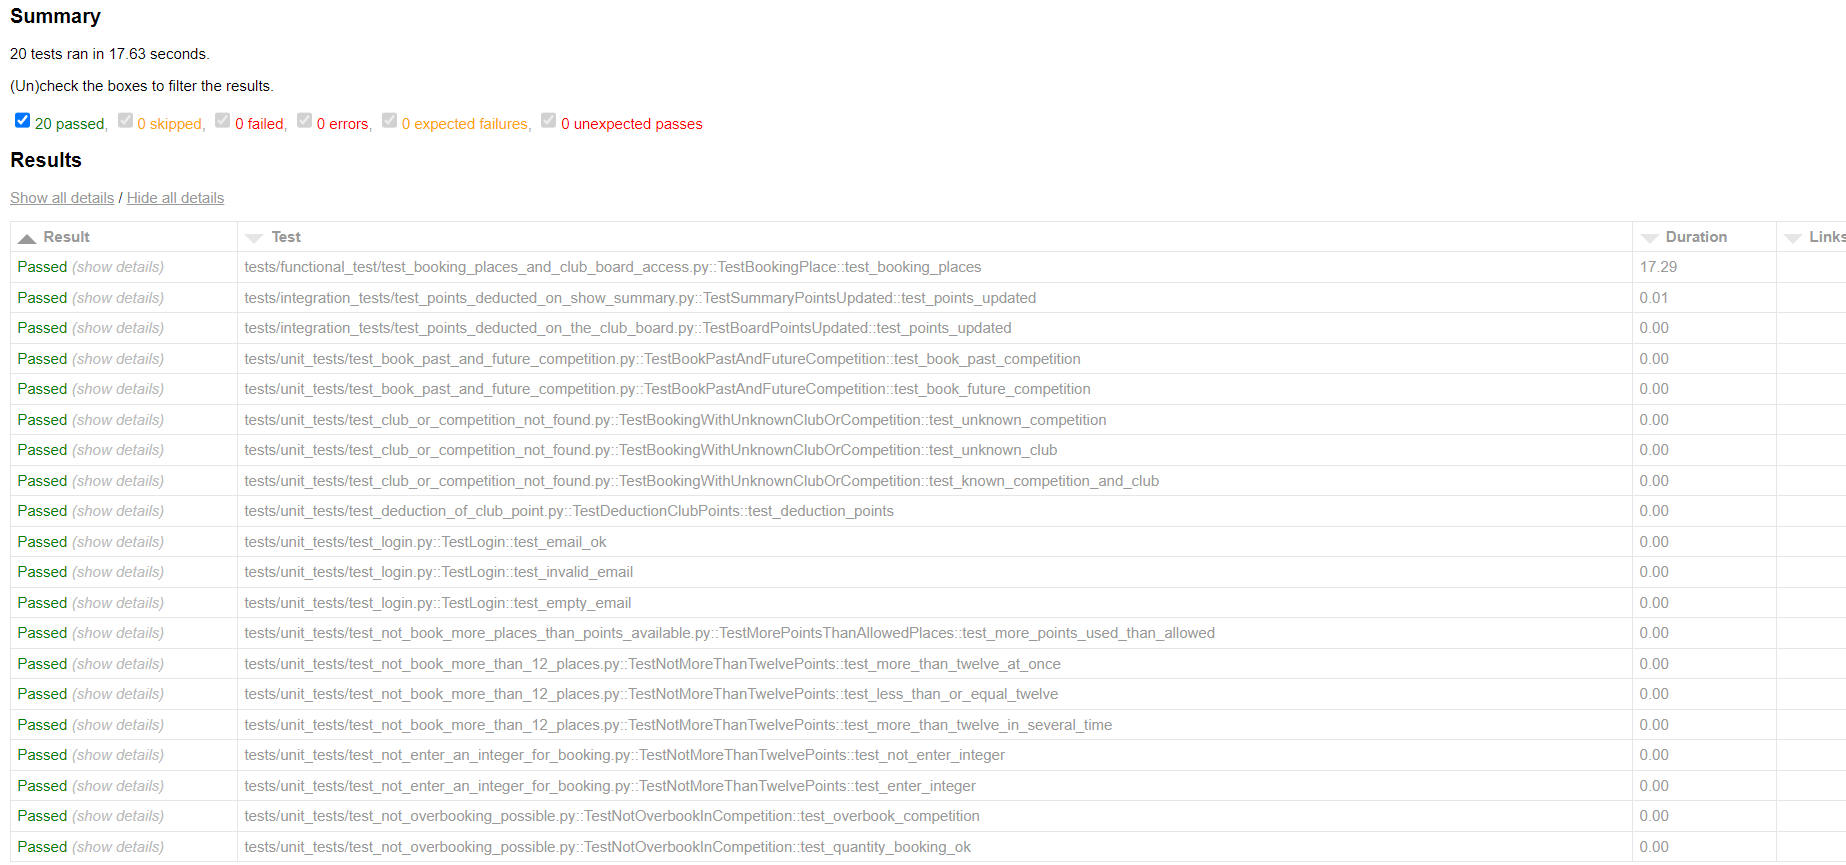 Summary
20 tests ran in 17.63 seconds.
(Un)check the boxes to filter the results.
20 passed, 0 skipped, 0 failed, 0 errors, 0 expected failures, 0 unexpected passes
Results
Show all details / Hide all details
Result Test Duration Links
Passed (show details) tests/functional_test/test_booking_places_and_club_board_access.py::TestBookingPlace::test_booking_places 17.29
Passed (show details) tests/integration_tests/test_points_deducted_on_show_summary.py::TestSummaryPointsUpdated::test_points_updated 0.01
Passed (show details) tests/integration_tests/test_points_deducted_on_the_club_board.py::TestBoardPointsUpdated::test_points_updated 0.00
Passed (show details) tests/unit_tests/test_book_past_and_future_competition.py::TestBookPastAndFutureCompetition::test_book_past_competition 0.00
Passed (show details) tests/unit_tests/test_book_past_and_future_competition.py::TestBookPastAndFutureCompetition::test_book_future_competition 0.00
Passed (show details) tests/unit_tests/test_club_or_competition_not_found.py::TestBookingWithUnknownClubOrCompetition::test_unknown_competition 0.00
Passed (show details) tests/unit_tests/test_club_or_competition_not_found.py::TestBookingWithUnknownClubOrCompetition::test_unknown_club 0.00
Passed (show details) tests/unit_tests/test_club_or_competition_not_found.py::TestBookingWithUnknownClubOrCompetition::test_known_competition_and_club 0.00
Passed (show details) tests/unit_tests/test_deduction_of_club_point.py::TestDeductionClubPoints::test_deduction_points 0.00
Passed (show details) tests/unit_tests/test_login.py::TestLogin::test_email_ok 0.00
Passed (show details) tests/unit_tests/test_login.py::TestLogin::test_invalid_email 0.00
Passed (show details) tests/unit_tests/test_login.py::TestLogin::test_empty_email 0.00
Passed (show details) tests/unit_tests/test_not_book_more_places_than_points_available.py::TestMorePointsThanAllowedPlaces::test_more_points_used_than_allowed 0.00
Passed (show details) tests/unit_tests/test_not_book_more_than_12_places.py::TestNotMoreThanTwelvePoints::test_more_than_twelve_at_once 0.00
Passed (show details) tests/unit_tests/test_not_book_more_than_12_places.py::TestNotMoreThanTwelvePoints::test_less_than_or_equal_twelve 0.00
Passed (show details) tests/unit_tests/test_not_book_more_than_12_places.py::TestNotMoreThanTwelvePoints::test_more_than_twelve_in_several_time 0.00
Passed (show details) tests/unit_tests/test_not_enter_an_integer_for_booking.py::TestNotMoreThanTwelvePoints::test_not_enter_integer 0.00
Passed (show details) tests/unit_tests/test_not_enter_an_integer_for_booking.py::TestNotMoreThanTwelvePoints::test_enter_integer 0.00
Passed (show details) tests/unit_tests/test_not_overbooking_possible.py::TestNotOverbookInCompetition::test_overbook_competition 0.00
Passed (show details) tests/unit_tests/test_not_overbooking_possible.py::TestNotOverbookInCompetition::test_quantity_booking_ok 0.00